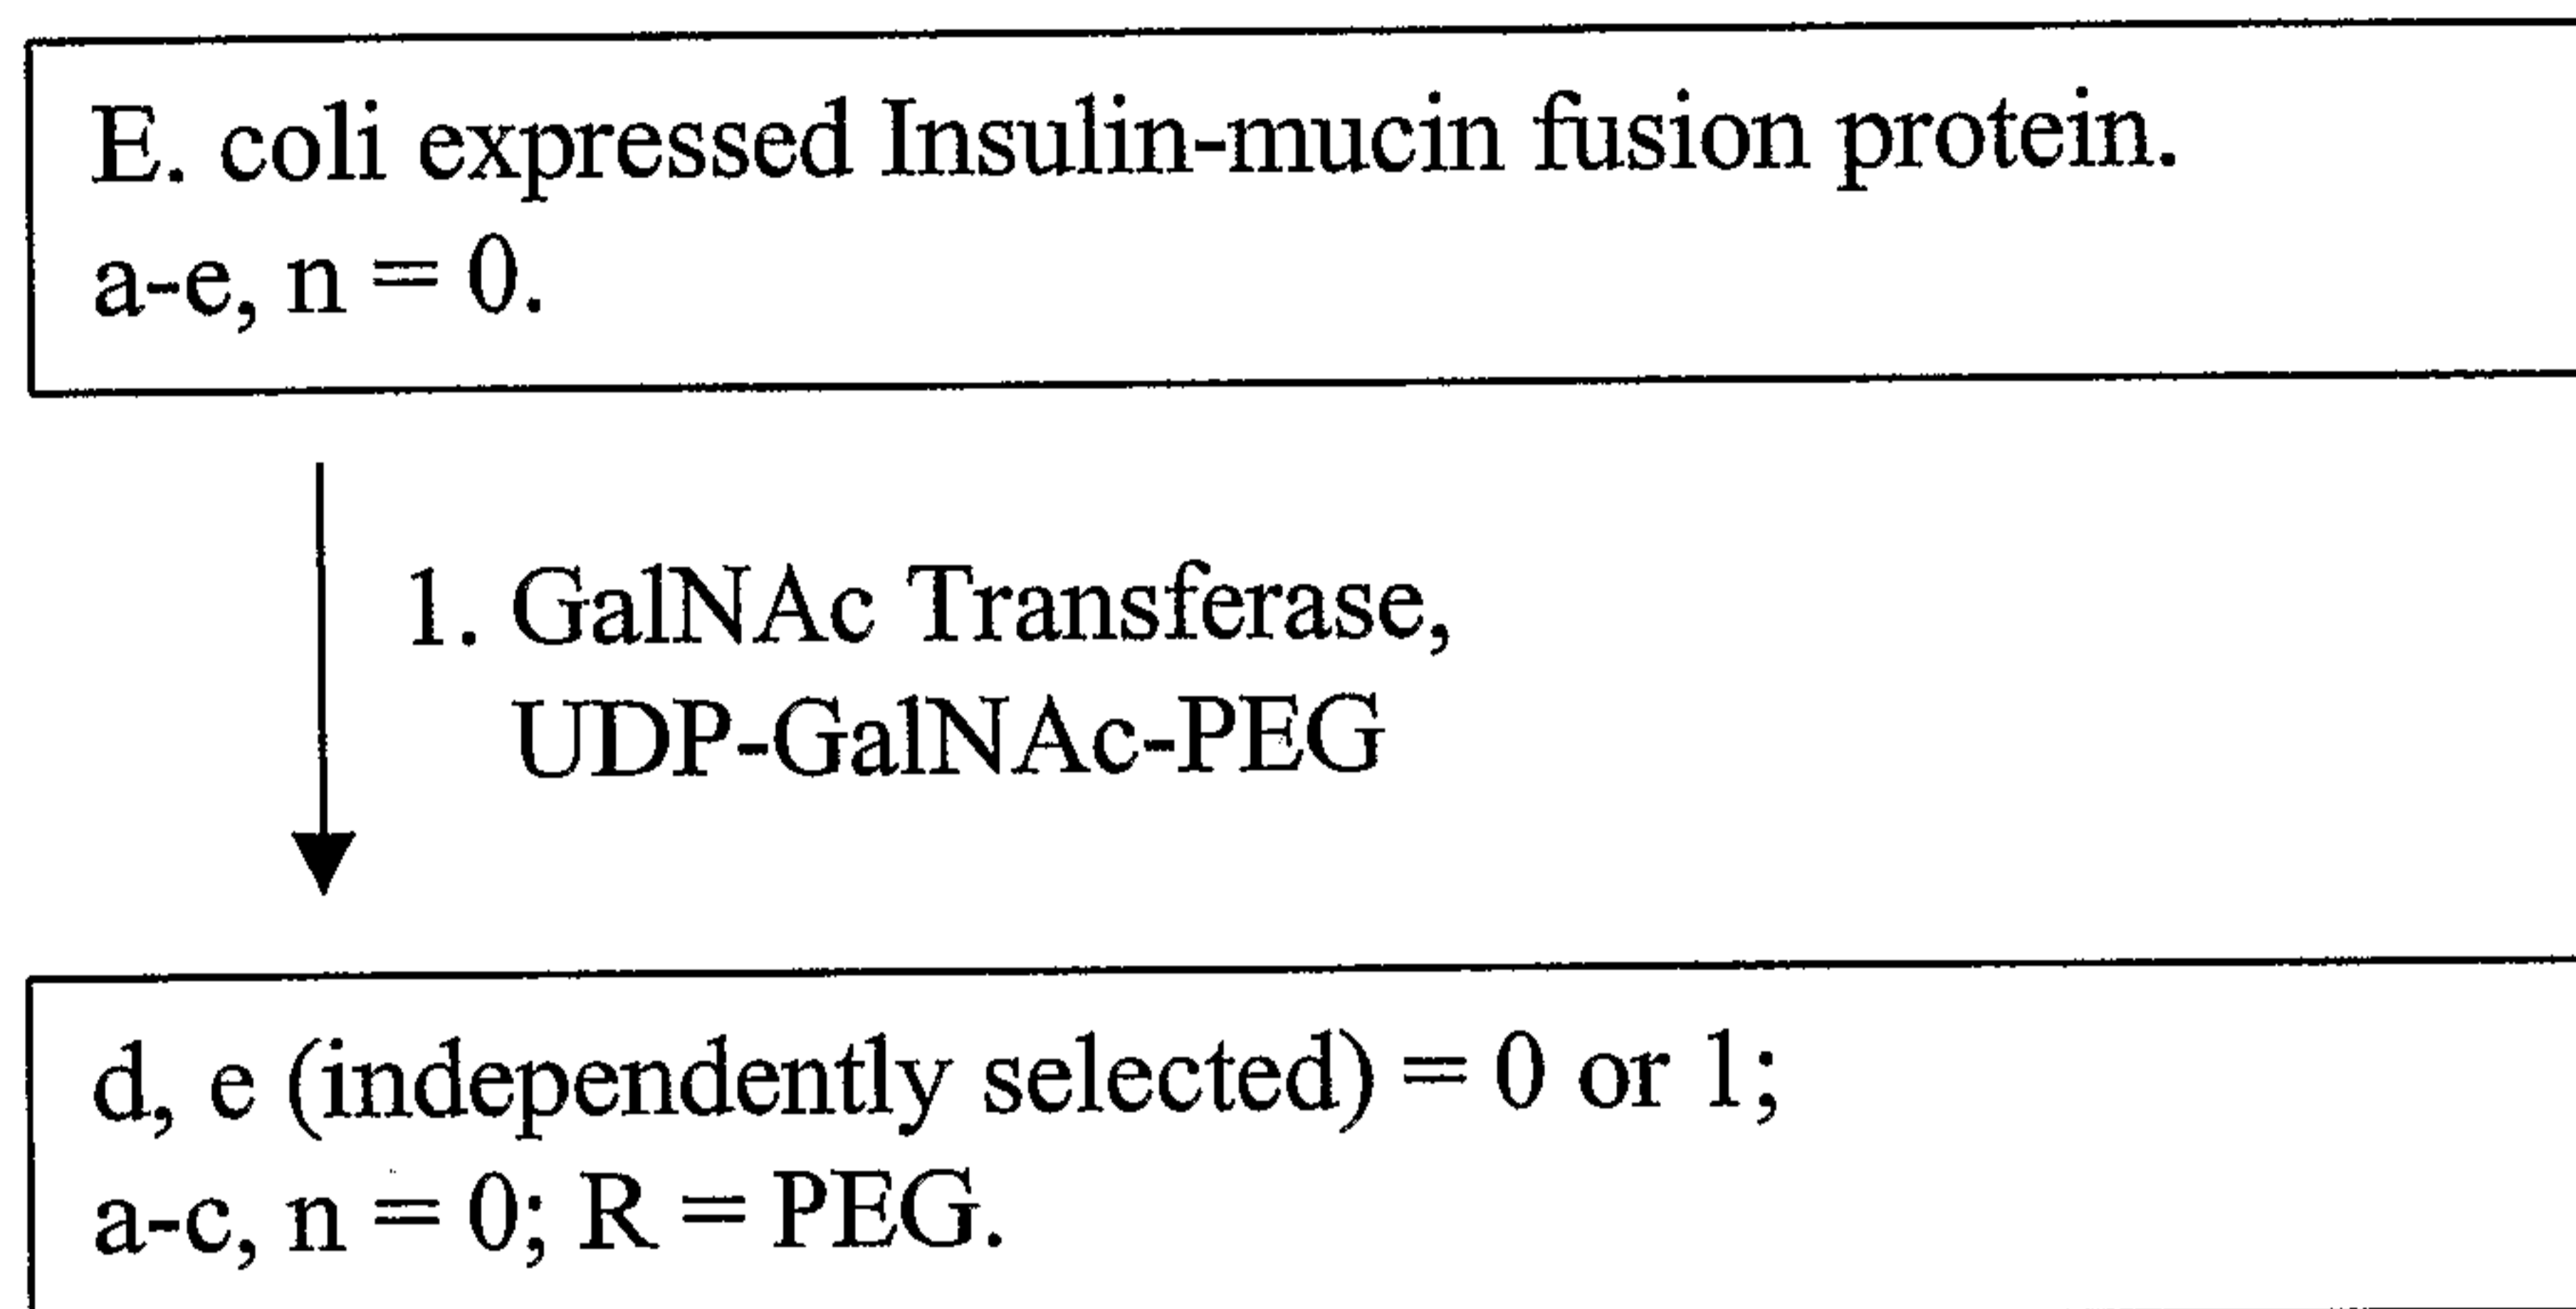 E. coli expressed Insulin-mucin fusion protein.
a-e, n = 0.
1. GalNAc Transferase,
UDP-GalNAc-PEG
d, e (independently selected) = 0 or 1;
a-c, n = 0; R = PEG.